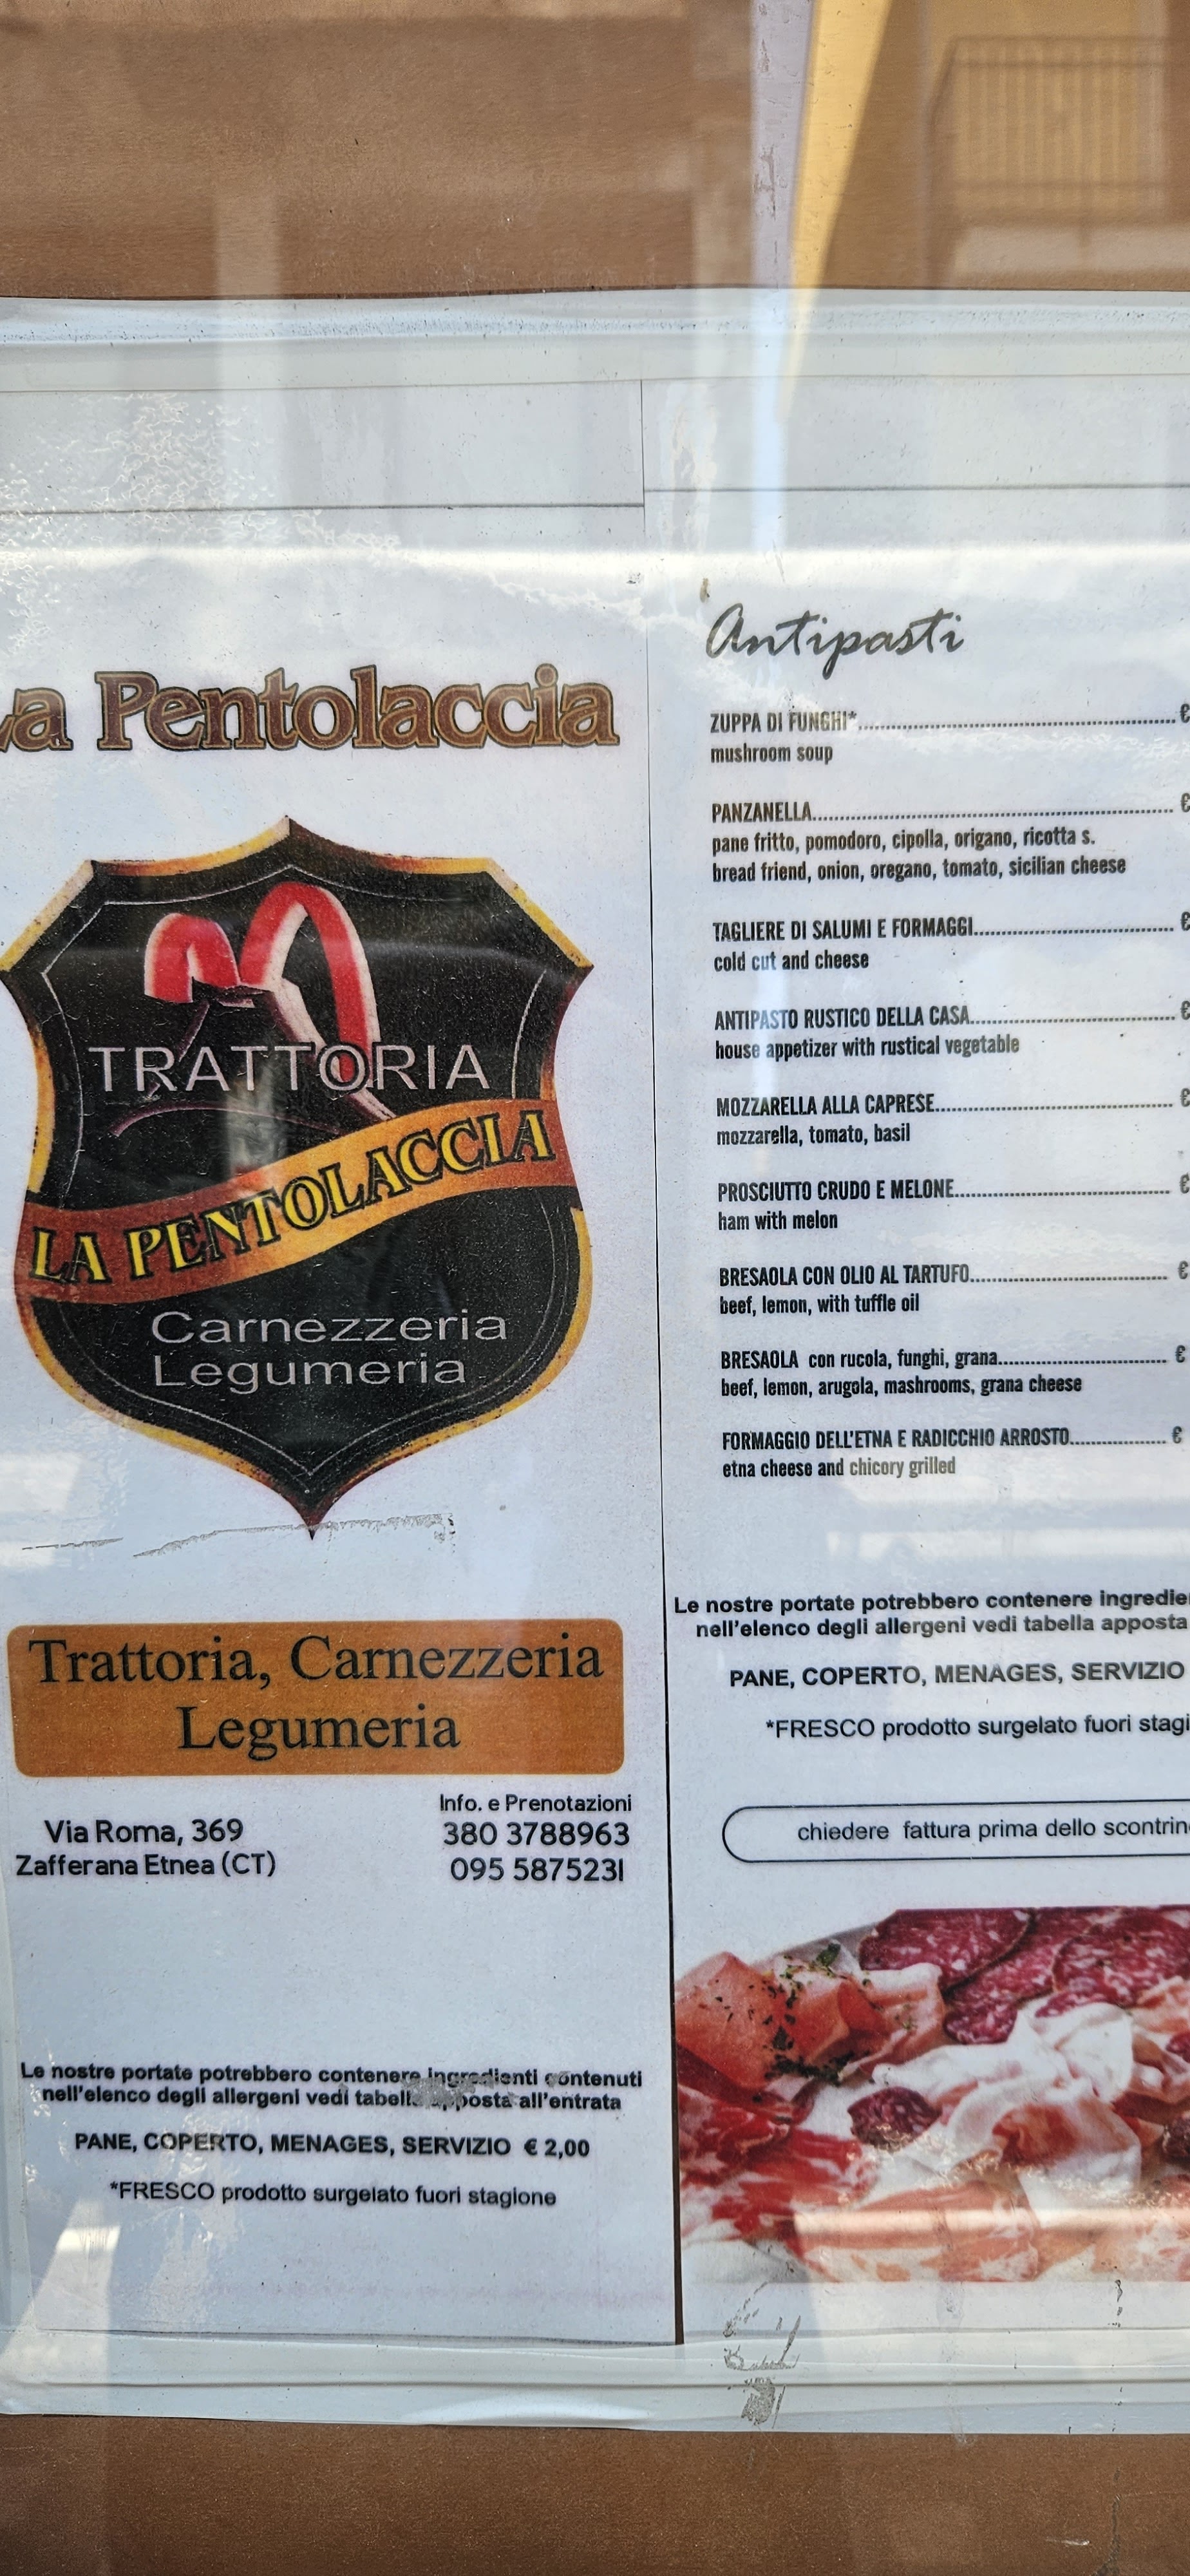 La Pentolaccia
TRATTORIA
LA PENTOLACCIA
Carnezzeria
Legumeria
Trattoria, Carnezzeria
Legumeria
Via Roma, 369
Zafferana Etnea (CT)
Info. e Prenotazioni
380 3788963
095 5875231
Le nostre portate potrebbero contenere ingredienti contenuti
nell'elenco degli allergeni vedi tabella apposta all'entrata
PANE, COPERTO, MENAGES, SERVIZIO € 2,00
*FRESCO prodotto surgelato fuori stagione
Antipasti
ZUPPA DI FUNGHI*.......................................................€
mushroom soup
PANZANELLA.......................................................€
pane fritto, pomodoro, cipolla, origano, ricotta s.
bread friend, onion, oregano, tomato, sicilian cheese
TAGLIERE DI SALUMI E FORMAGGI..............................€
cold cut and cheese
ANTIPASTO RUSTICO DELLA CASA..............................€
house appetizer with rustical vegetable
MOZZARELLA ALLA CAPRESE....................................€
mozzarella, tomato, basil
PROSCIUTTO CRUDO E MELONE.................................€
ham with melon
BRESAOLA CON OLIO AL TARTUFO..............................€
beef, lemon, with tuffle oil
BRESAOLA con rucola, funghi, grana..........................€
beef, lemon, arugola, mashrooms, grana cheese
FORMAGGIO DELL'ETNA E RADICCHIO ARROSTO................€
etna cheese and chicory grilled
Le nostre portate potrebbero contenere ingredie
nell'elenco degli allergeni vedi tabella apposta
PANE, COPERTO, MENAGES, SERVIZIO
*FRESCO prodotto surgelato fuori stagi
chiedere fattura prima dello scontrin